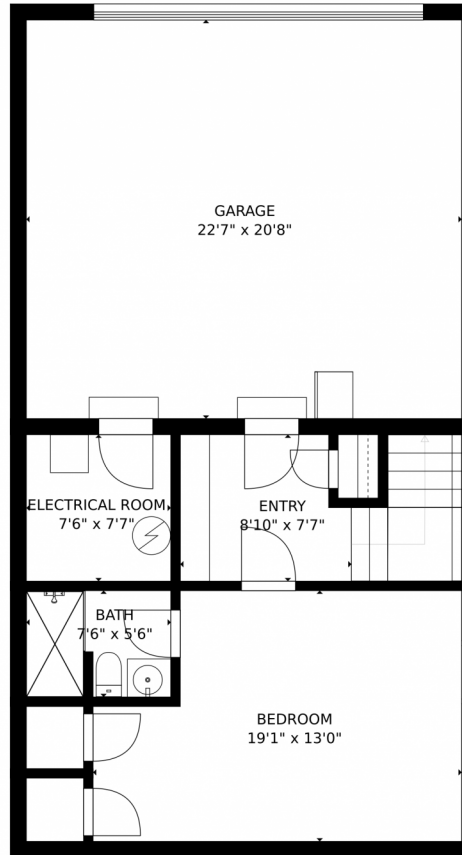 GARAGE
22'7" x 20'8"
ELECTRICAL ROOM
7'6" x 7'7"
ENTRY
8'10" x 7'7"
BATH
7'6" x 5'6"
BEDROOM
19'1" x 13'0"